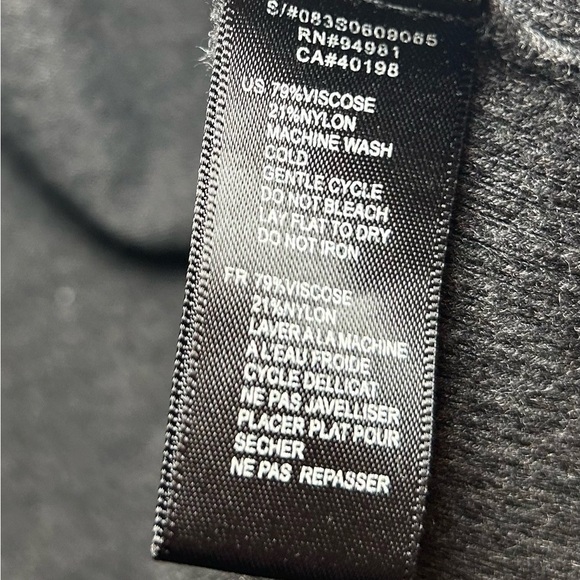 S/#083S0609065
RN#94981
CA#40198
US 79%VISCOSE
21%NYLON
MACHINE WASH
COLD
GENTLE CYCLE
DO NOT BLEACH
LAY FLAT TO DRY
DO NOT IRON
FR 79%VISCOSE
21%NYLON
LAVER A LA MACHINE
A L'EAU FROIDE
CYCLE DELLICAT
NE PAS JAVELLISER
PLACER PLAT POUR
SECHER
NE PAS REPASSER